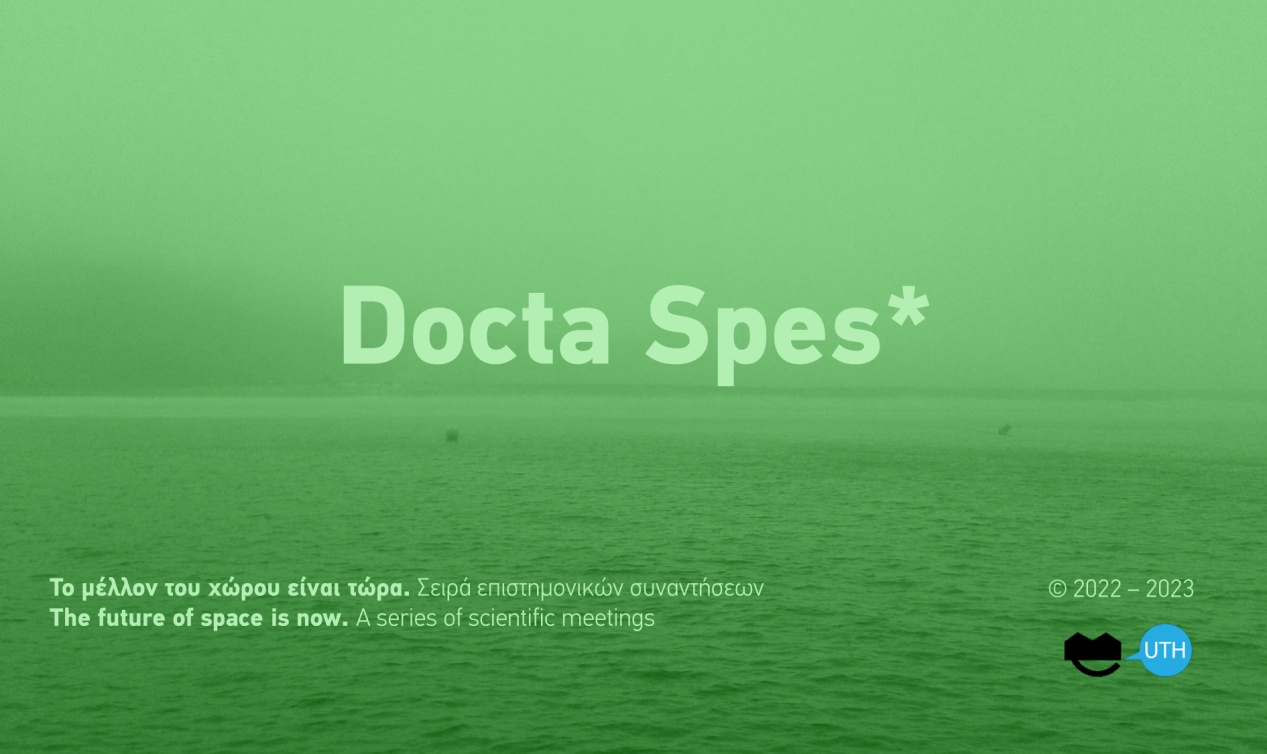 Docta Spes*
Το μέλλον του χώρου είναι τώρα. Σειρά επιστημονικών συναντήσεων
The future of space is now. A series of scientific meetings
© 2022 – 2023
UTH